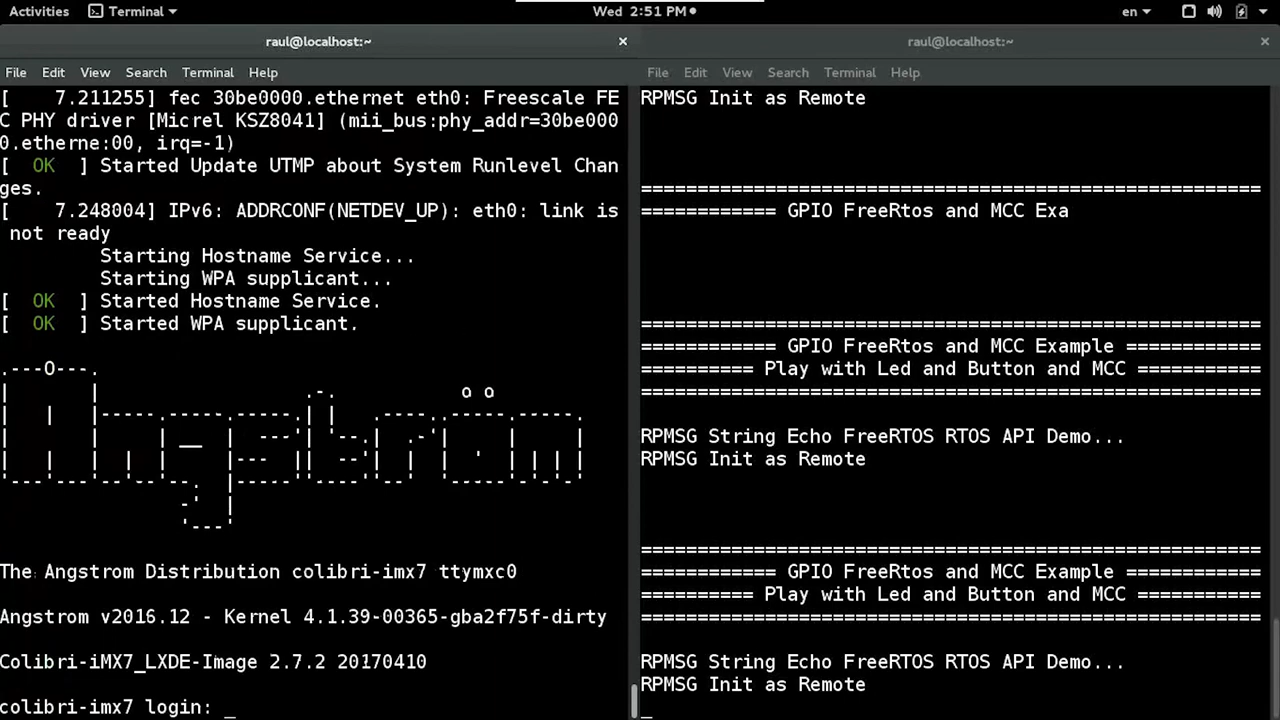 Activities Terminal Wed 2:51 PM en
raul@localhost:~
File Edit View Search Terminal Help
[    7.211255] fec 30be0000.ethernet eth0: Freescale FE
C PHY driver [Micrel KSZ8041] (mii_bus:phy_addr=30be000
0.etherne:00, irq=-1)
[  OK  ] Started Update UTMP about System Runlevel Chan
ges.
[    7.248004] IPv6: ADDRCONF(NETDEV_UP): eth0: link is
 not ready
         Starting Hostname Service...
         Starting WPA supplicant...
[  OK  ] Started Hostname Service.
[  OK  ] Started WPA supplicant.
Angström
The Angstrom Distribution colibri-imx7 ttymxc0
Angstrom v2016.12 - Kernel 4.1.39-00365-gba2f75f-dirty
Colibri-iMX7_LXDE-Image 2.7.2 20170410
colibri-imx7 login: _
raul@localhost:~
File Edit View Search Terminal Help
RPMSG Init as Remote
=======================================================
============ GPIO FreeRtos and MCC Exa
=======================================================
============ GPIO FreeRtos and MCC Example ============
========== Play with Led and Button and MCC ===========
=======================================================
RPMSG String Echo FreeRTOS RTOS API Demo...
RPMSG Init as Remote
=======================================================
============ GPIO FreeRtos and MCC Example ============
========== Play with Led and Button and MCC ===========
=======================================================
RPMSG String Echo FreeRTOS RTOS API Demo...
RPMSG Init as Remote
_